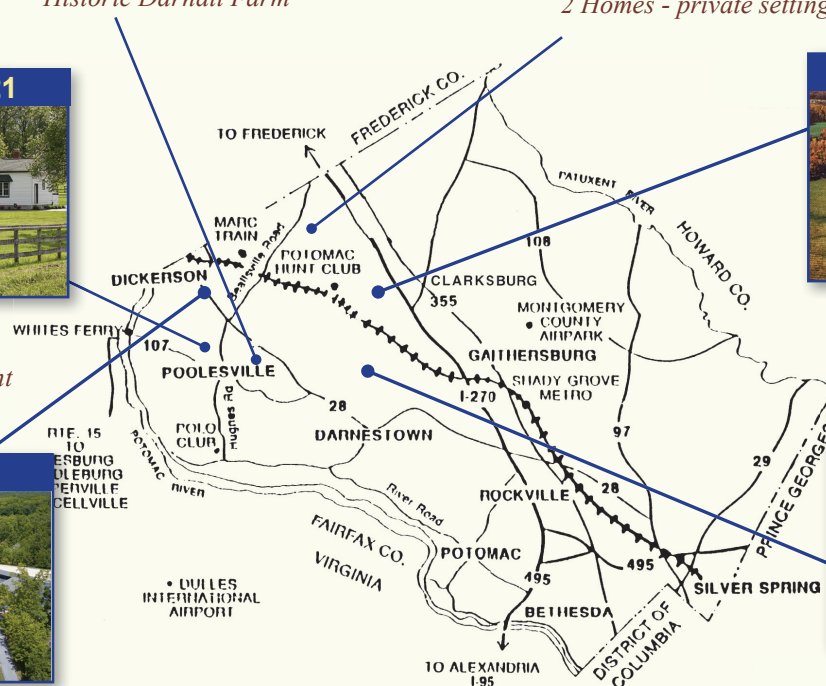 Historic Darnall Farm
2 Homes - private setting
TO FREDERICK
FREDERICK CO.
PATUXENT RIVER
HOWARD CO.
MARC
TRAIN
Beallsville Road
POTOMAC
HUNT CLUB
108
DICKERSON
CLARKSBURG
355
MONTGOMERY
COUNTY
AIRPARK
WHITES FERRY
107
GAITHERSBURG
POOLESVILLE
SHADY GROVE
METRO
I-270
Hughes Rd
28
POLO
CLUB
DARNESTOWN
97
RTE. 15
TO
POTOMAC RIVER
29
PRINCE GEORGES
28
ROCKVILLE
River Road
FAIRFAX CO.
VIRGINIA
POTOMAC
495
495
SILVER SPRING
DULLES
INTERNATIONAL
AIRPORT
BETHESDA
DISTRICT OF
COLUMBIA
TO ALEXANDRIA
I-95